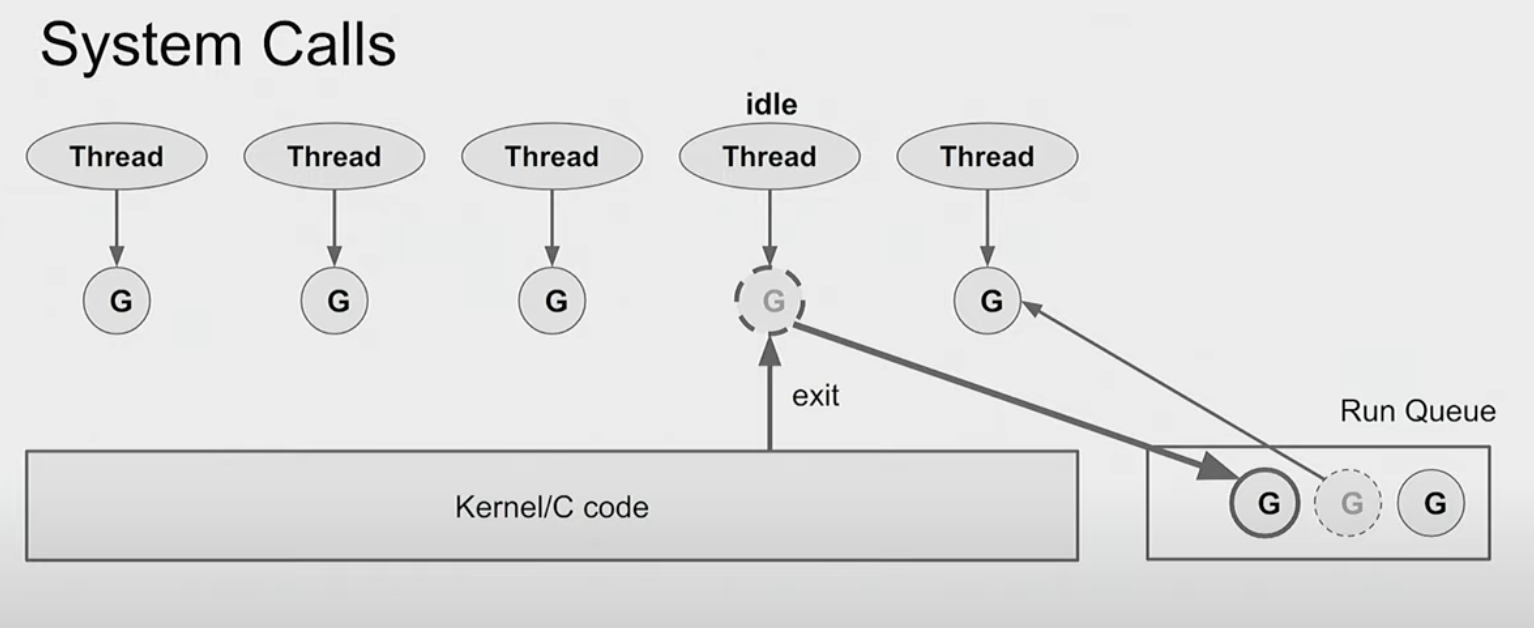 System Calls
idle
Thread Thread Thread Thread Thread
G G G G G
exit
Run Queue
Kernel/C code
G G G